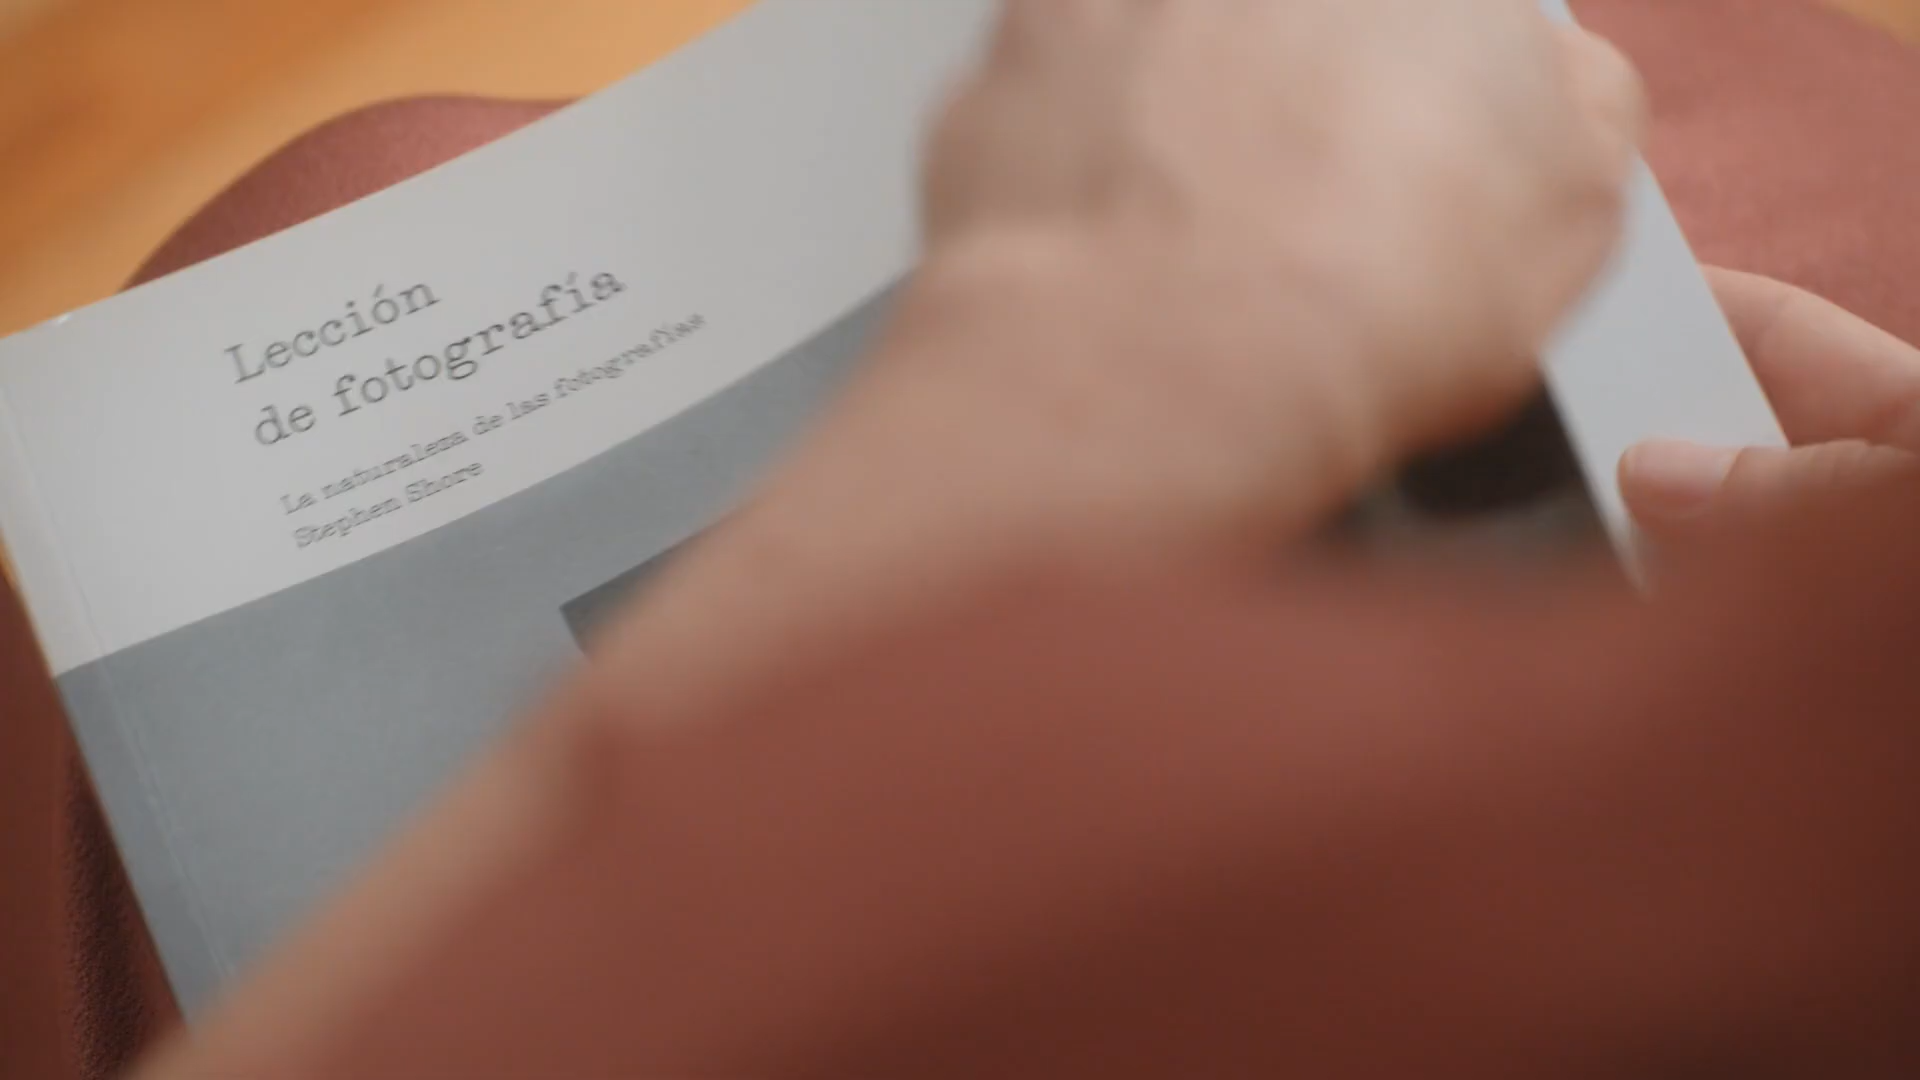 Lección
de fotografía
La naturaleza de las fotografías
Stephen Shore